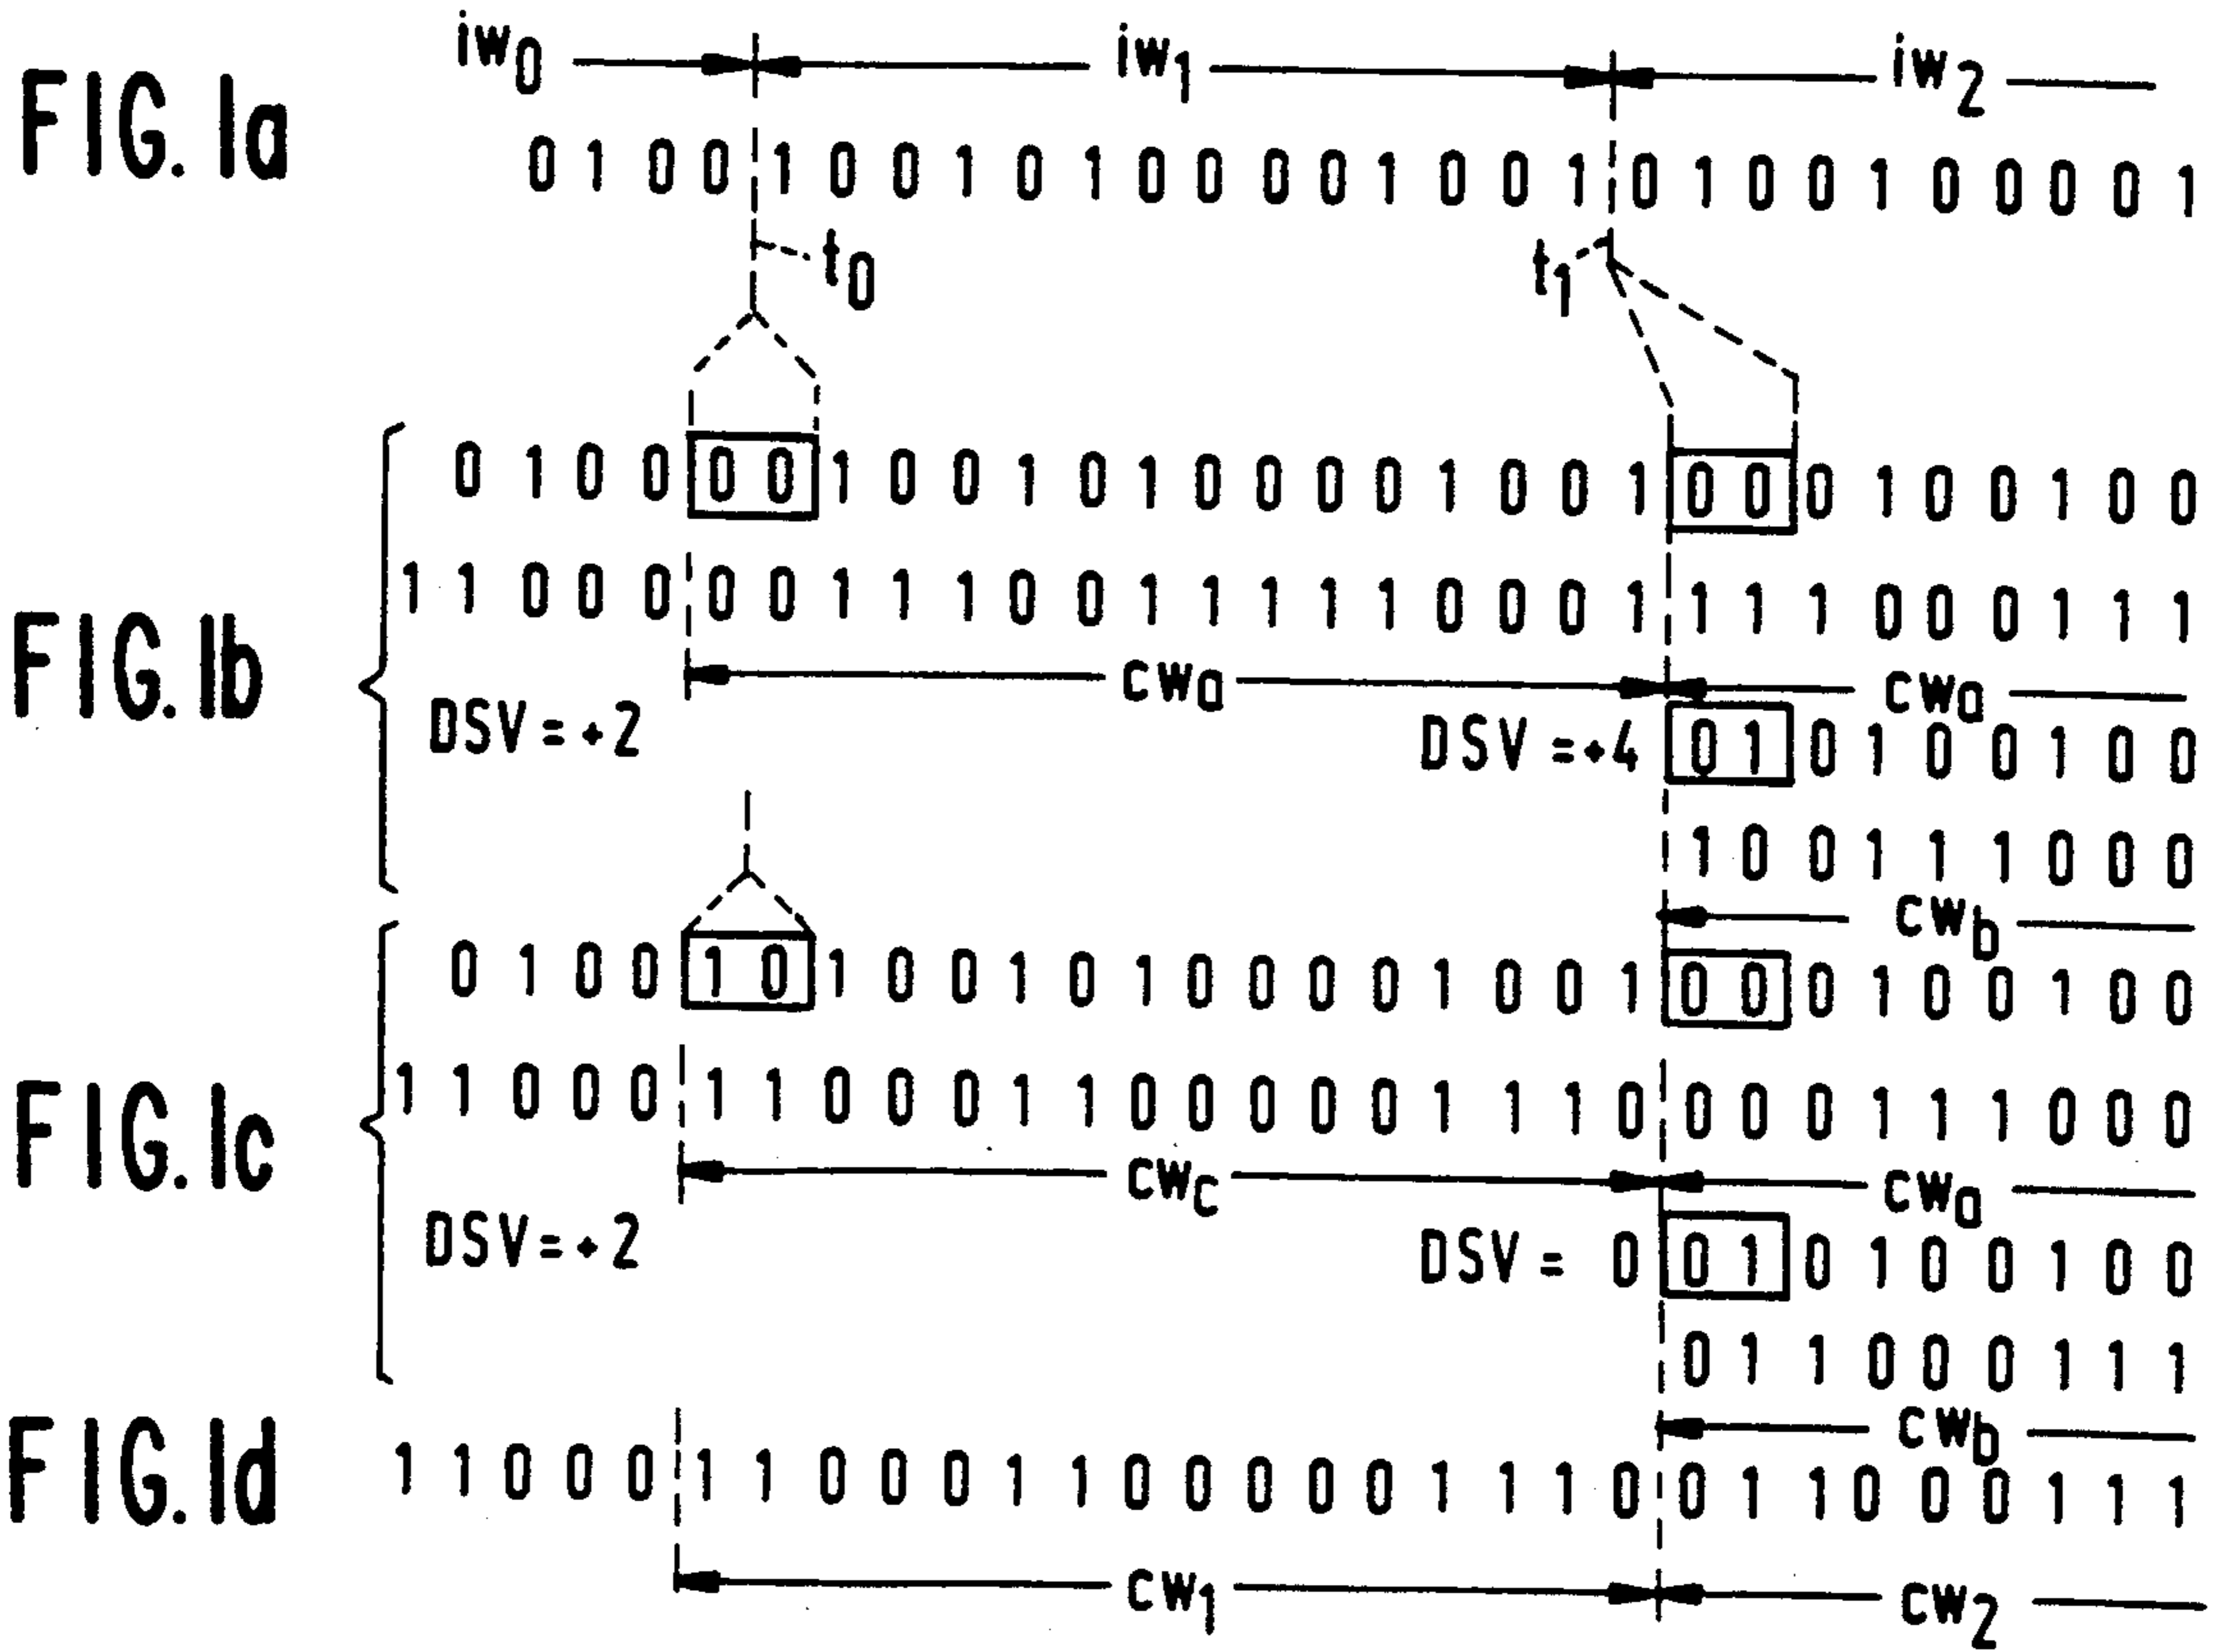 iw0 iw1 iw2
FIG. 1a
0 1 0 0 1 0 0 1 0 1 0 0 0 0 1 0 0 1 0 1 0 0 1 0 0 0 0 1
t0 t1
0 1 0 0 0 0 1 0 0 1 0 1 0 0 0 0 1 0 0 1 0 0 0 1 0 0 1 0 0
1 1 0 0 0 0 0 1 1 1 0 0 1 1 1 1 1 0 0 0 1 1 1 1 0 0 0 1 1 1
FIG. 1b
cwa cwa
DSV = +2 DSV = +4 0 1 0 1 0 0 1 0 0
1 0 0 1 1 1 0 0 0
cwb
0 1 0 0 1 0 1 0 0 1 0 1 0 0 0 0 1 0 0 1 0 0 0 1 0 0 1 0 0
1 1 0 0 0 1 1 0 0 0 1 1 0 0 0 0 0 1 1 1 0 0 0 0 1 1 1 0 0 0
FIG. 1c
cwc cwa
DSV = +2 DSV = 0 0 1 0 1 0 0 1 0 0
0 1 1 0 0 0 1 1 1
cwb
FIG. 1d
1 1 0 0 0 1 1 0 0 0 1 1 0 0 0 0 0 1 1 1 0 0 1 1 0 0 0 1 1 1
cw1 cw2